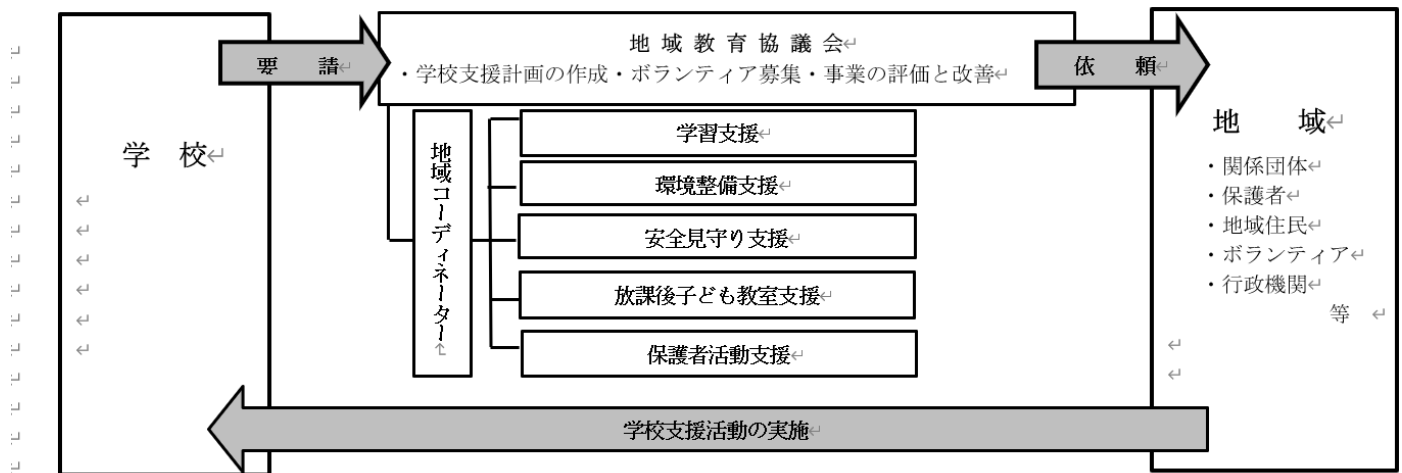 地域教育協議会
・学校支援計画の作成・ボランティア募集・事業の評価と改善
要請
依頼
学校
地域コーディネーター
学習支援
環境整備支援
安全見守り支援
放課後子ども教室支援
保護者活動支援
地域
・関係団体
・保護者
・地域住民
・ボランティア
・行政機関
等
学校支援活動の実施